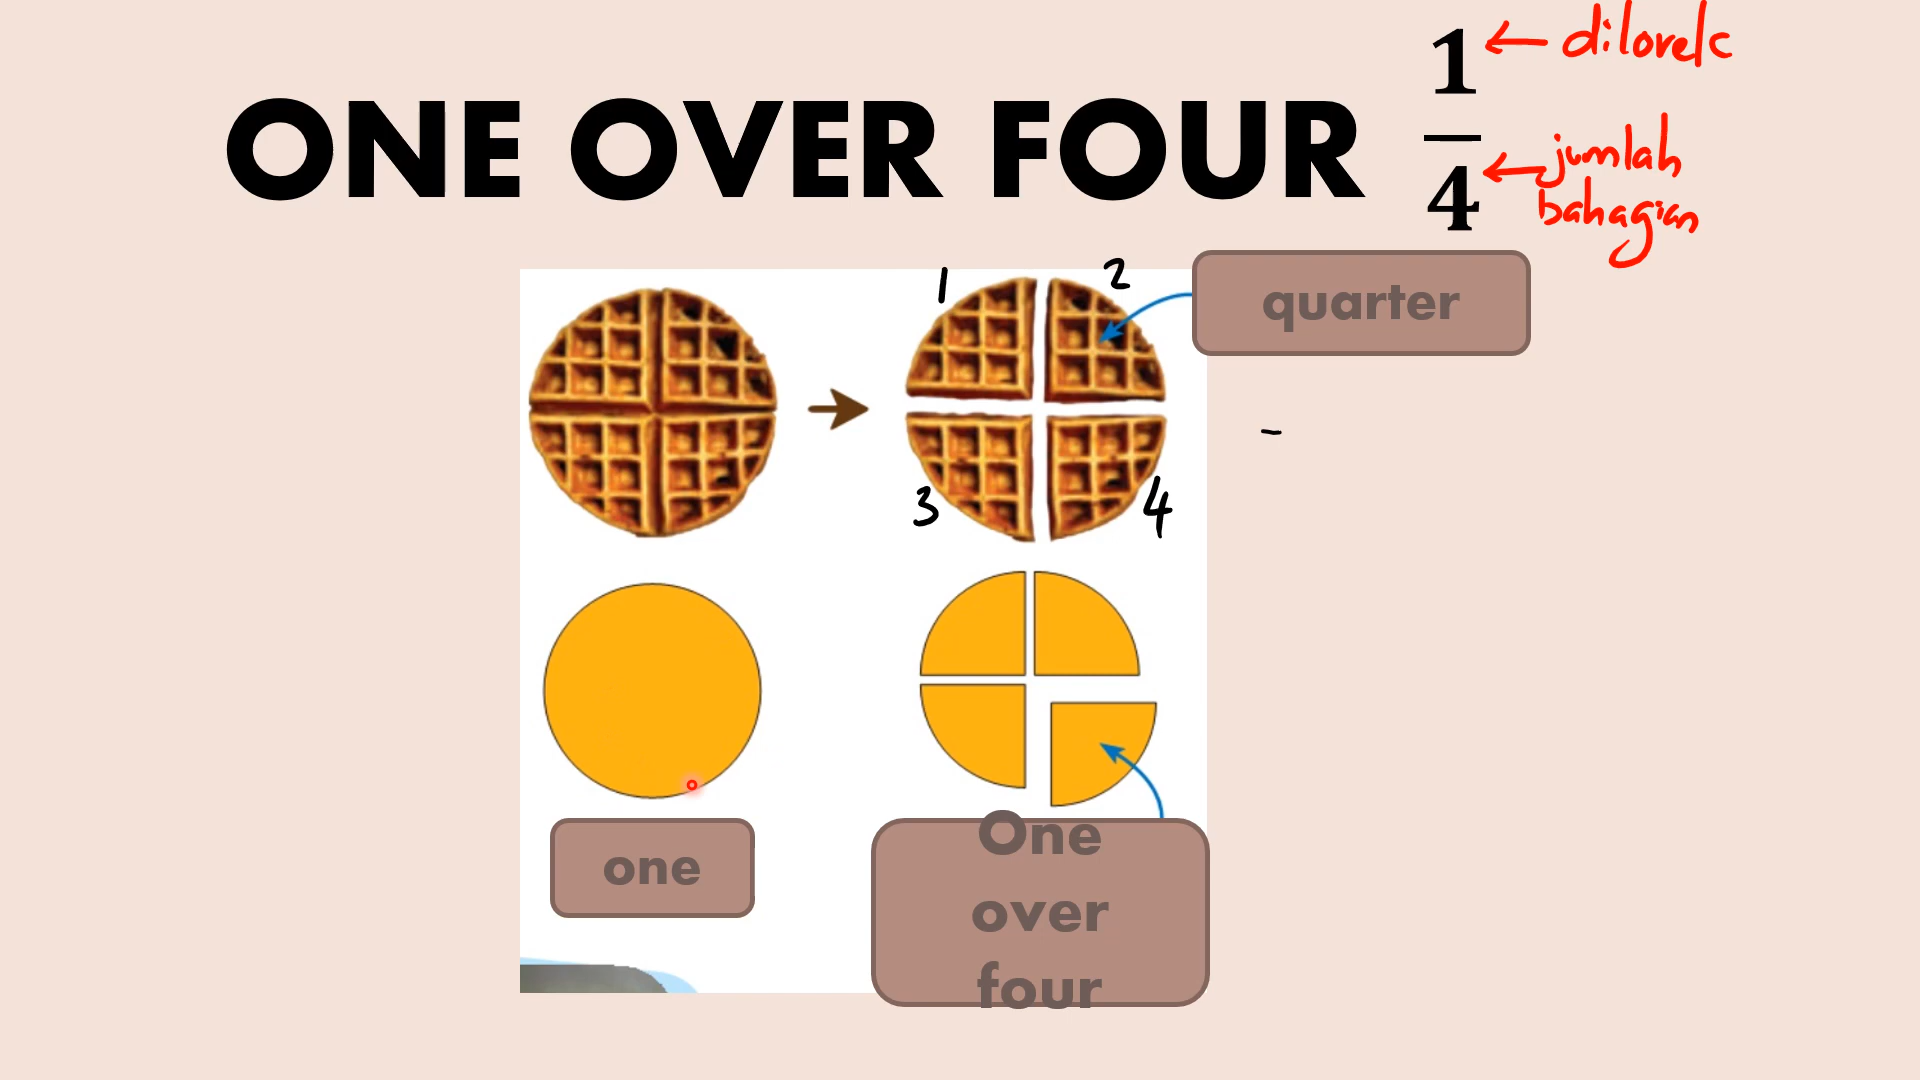 ONE OVER FOUR
1
4
← dilorek
← jumlah
bahagian
1
2
quarter
3
4
one
One
over
four